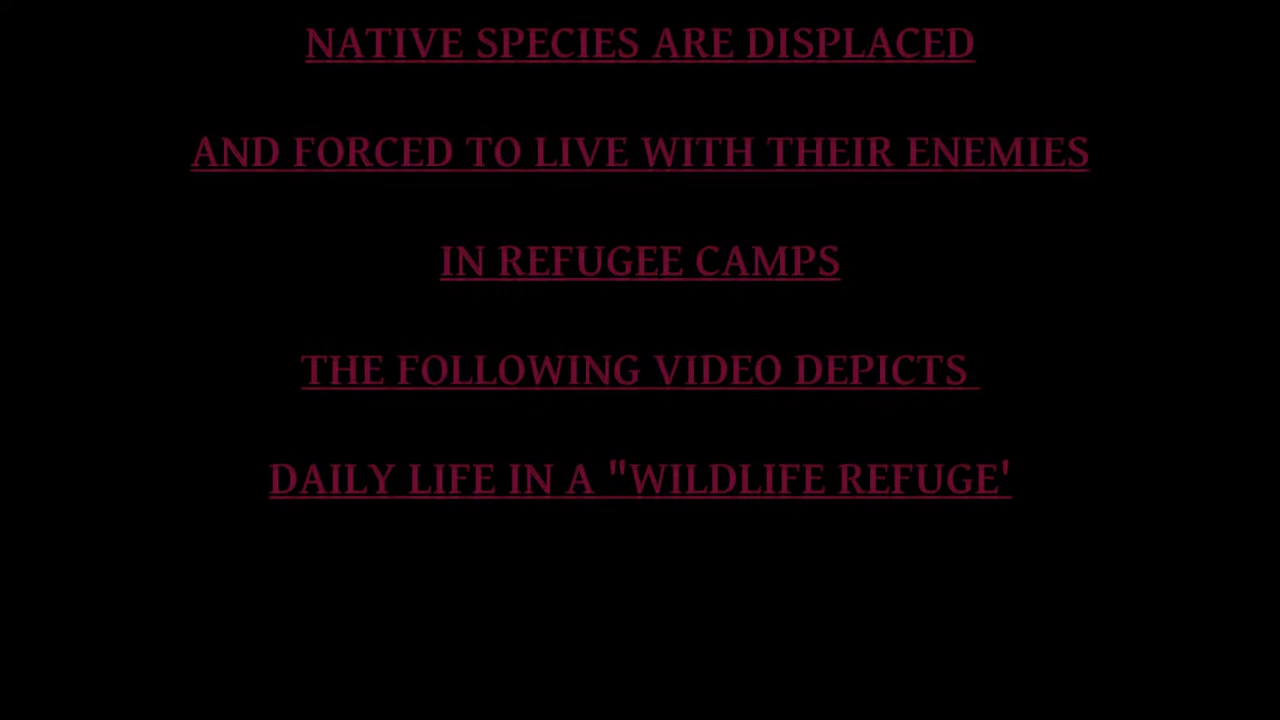 NATIVE SPECIES ARE DISPLACED
AND FORCED TO LIVE WITH THEIR ENEMIES
IN REFUGEE CAMPS
THE FOLLOWING VIDEO DEPICTS
DAILY LIFE IN A "WILDLIFE REFUGE'